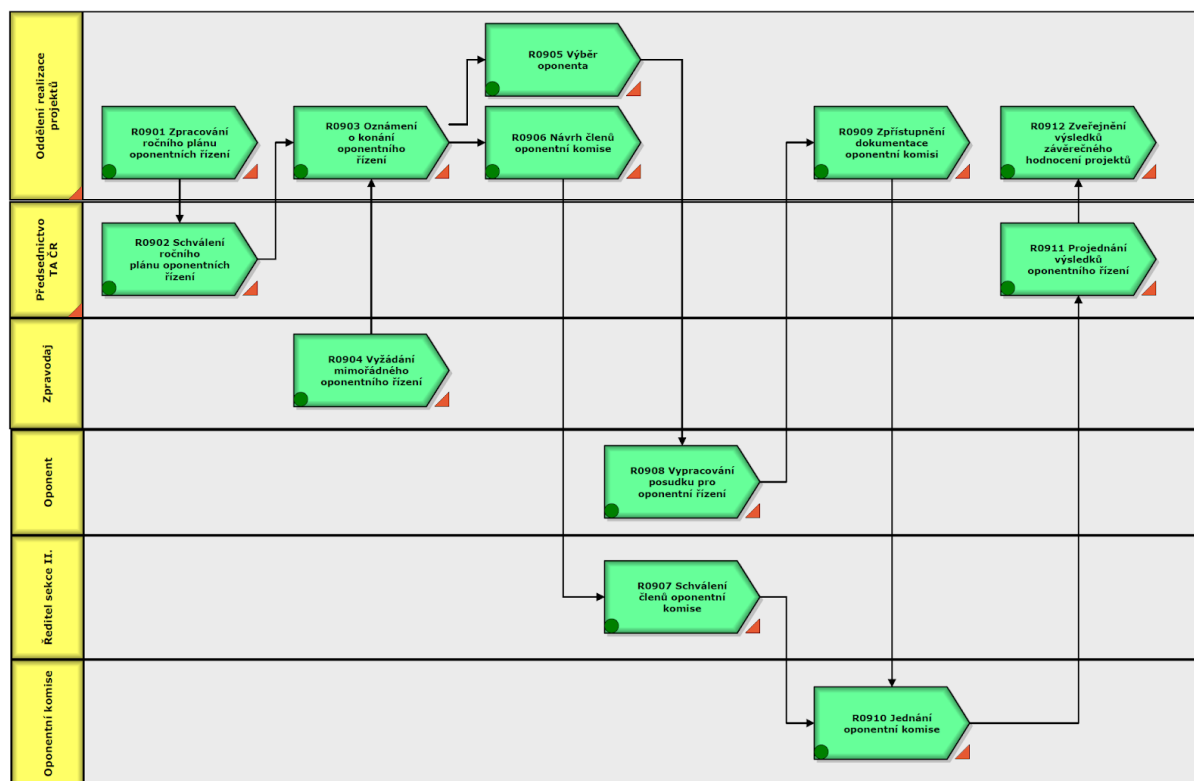 Oddělení realizace
projektů
R0901 Zpracování
ročního plánu
oponentních řízení
R0903 Oznámení
o konání
oponentního
řízení
R0905 Výběr
oponenta
R0906 Návrh členů
oponentní komise
R0909 Zpřístupnění
dokumentace
oponentní komisi
R0912 Zveřejnění
výsledků
závěrečného
hodnocení projektů
Předsednictvo
TA ČR
R0902 Schválení
ročního
plánu oponentních
řízení
R0911 Projednání
výsledků
oponentního řízení
Zpravodaj
R0904 Vyžádání
mimořádného
oponentního řízení
Oponent
R0908 Vypracování
posudku pro
oponentní řízení
Ředitel sekce II.
R0907 Schválení
členů oponentní
komise
Oponentní komise
R0910 Jednání
oponentní komise